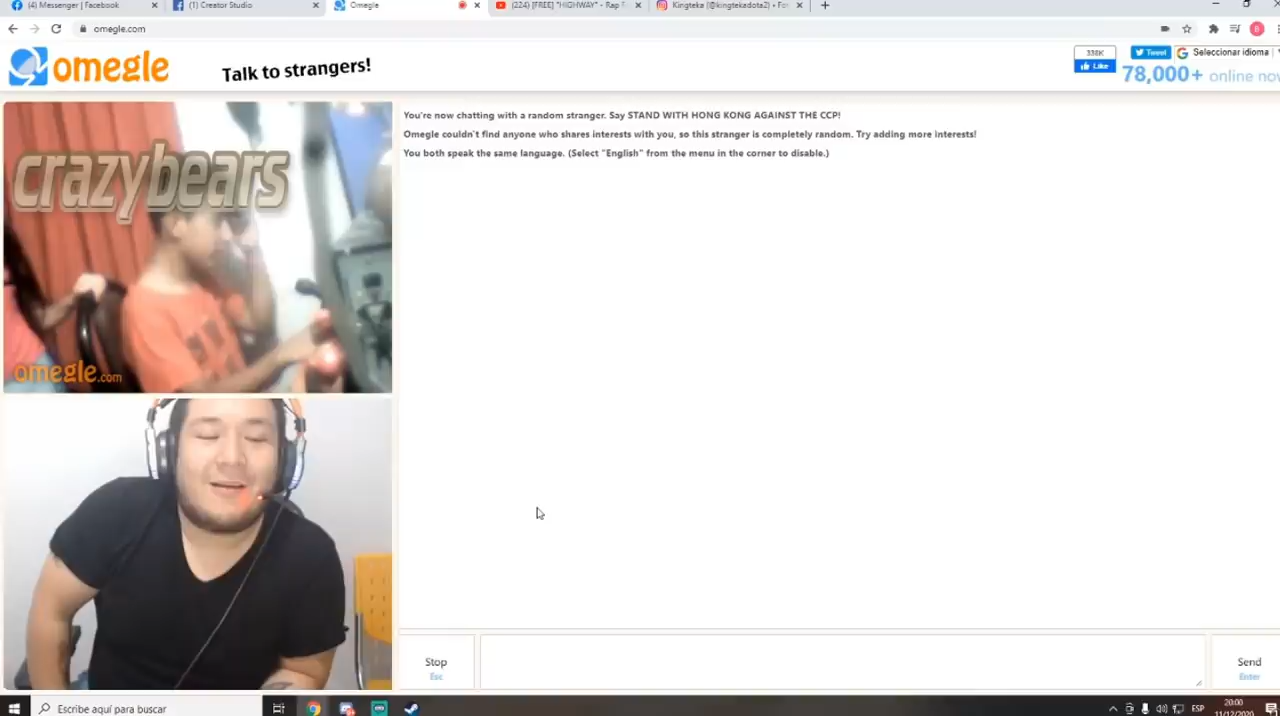 (4) Messenger | Facebook
(1) Creator Studio
Omegle
(224) [FREE] "HIGHWAY" - Rap F
Kingteka (@kingtekadota2) • Fo
omegle.com
omegle
Talk to strangers!
338K
Like
Tweet
Seleccionar idioma
78,000+ online now
crazybears
omegle.com
You're now chatting with a random stranger. Say STAND WITH HONG KONG AGAINST THE CCP!
Omegle couldn't find anyone who shares interests with you, so this stranger is completely random. Try adding more interests!
You both speak the same language. (Select "English" from the menu in the corner to disable.)
Stop
Esc
Send
Enter
Escribe aquí para buscar
ESP
20:00
11/12/2020